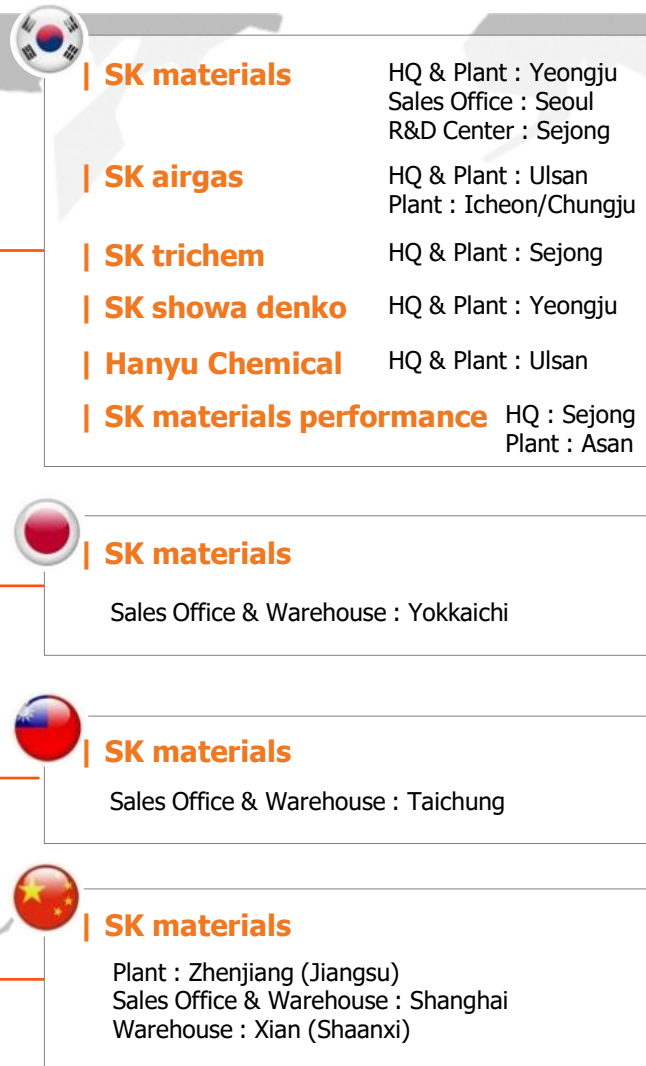 | SK materials HQ & Plant : Yeongju
Sales Office : Seoul
R&D Center : Sejong
| SK airgas HQ & Plant : Ulsan
Plant : Icheon/Chungju
| SK trichem HQ & Plant : Sejong
| SK showa denko HQ & Plant : Yeongju
| Hanyu Chemical HQ & Plant : Ulsan
| SK materials performance HQ : Sejong
Plant : Asan
| SK materials
Sales Office & Warehouse : Yokkaichi
| SK materials
Sales Office & Warehouse : Taichung
| SK materials
Plant : Zhenjiang (Jiangsu)
Sales Office & Warehouse : Shanghai
Warehouse : Xian (Shaanxi)